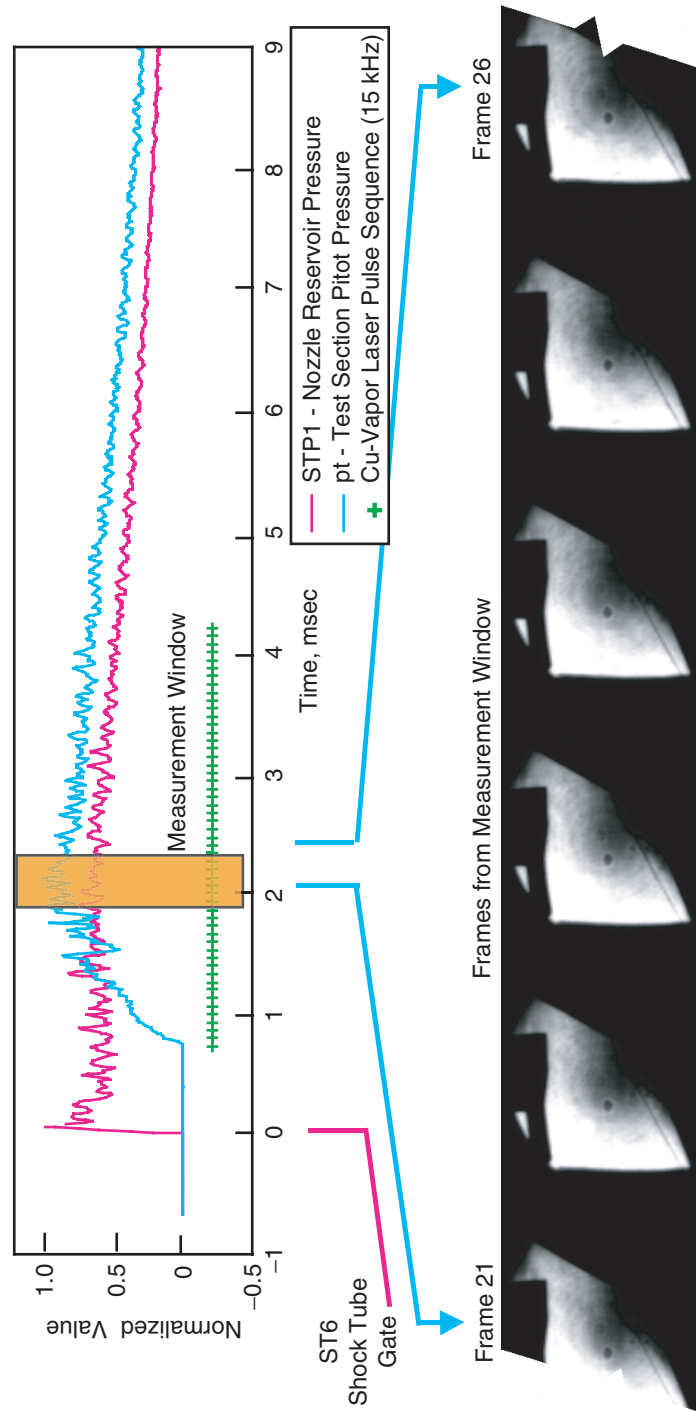 Normalized Value
1.0
0.5
0
−0.5
−1
0
1
2
3
4
5
6
7
8
9
Measurement Window
Time, msec
STP1 - Nozzle Reservoir Pressure
pt - Test Section Pitot Pressure
Cu-Vapor Laser Pulse Sequence (15 kHz)
ST6
Shock Tube
Gate
Frame 21
Frames from Measurement Window
Frame 26